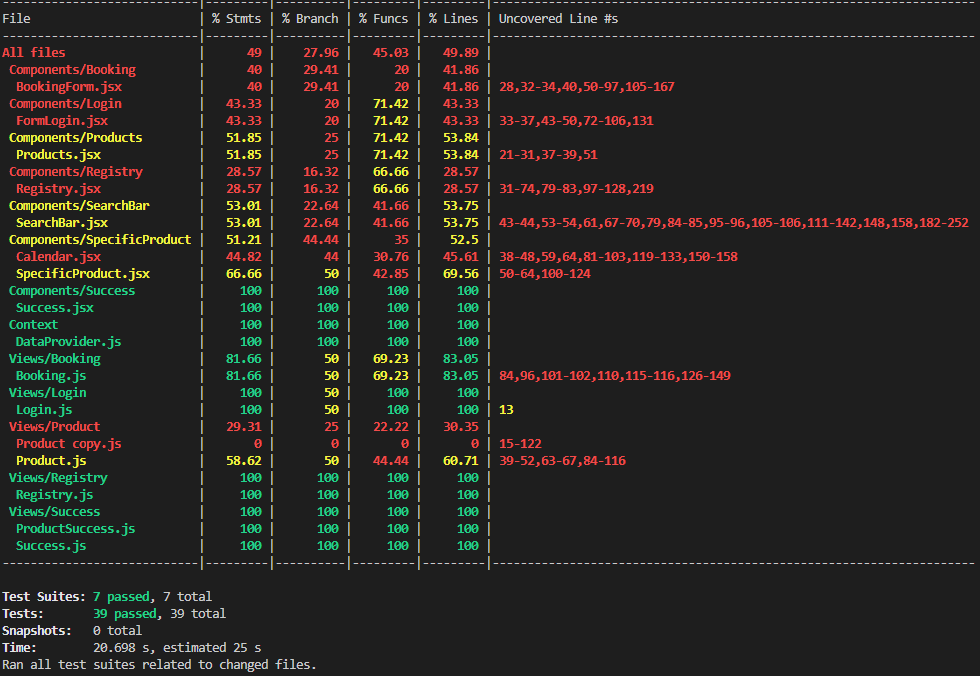 File | % Stmts | % Branch | % Funcs | % Lines | Uncovered Line #s
All files | 49 | 27.96 | 45.03 | 49.89 |
Components/Booking | 40 | 29.41 | 20 | 41.86 |
BookingForm.jsx | 40 | 29.41 | 20 | 41.86 | 28,32-34,40,50-97,105-167
Components/Login | 43.33 | 20 | 71.42 | 43.33 |
FormLogin.jsx | 43.33 | 20 | 71.42 | 43.33 | 33-37,43-50,72-106,131
Components/Products | 51.85 | 25 | 71.42 | 53.84 |
Products.jsx | 51.85 | 25 | 71.42 | 53.84 | 21-31,37-39,51
Components/Registry | 28.57 | 16.32 | 66.66 | 28.57 |
Registry.jsx | 28.57 | 16.32 | 66.66 | 28.57 | 31-74,79-83,97-128,219
Components/SearchBar | 53.01 | 22.64 | 41.66 | 53.75 |
SearchBar.jsx | 53.01 | 22.64 | 41.66 | 53.75 | 43-44,53-54,61,67-70,79,84-85,95-96,105-106,111-142,148,158,182-252
Components/SpecificProduct | 51.21 | 44.44 | 35 | 52.5 |
Calendar.jsx | 44.82 | 44 | 30.76 | 45.61 | 38-48,59,64,81-103,119-133,150-158
SpecificProduct.jsx | 66.66 | 50 | 42.85 | 69.56 | 50-64,100-124
Components/Success | 100 | 100 | 100 | 100 |
Success.jsx | 100 | 100 | 100 | 100 |
Context | 100 | 100 | 100 | 100 |
DataProvider.js | 100 | 100 | 100 | 100 |
Views/Booking | 81.66 | 50 | 69.23 | 83.05 |
Booking.js | 81.66 | 50 | 69.23 | 83.05 | 84,96,101-102,110,115-116,126-149
Views/Login | 100 | 50 | 100 | 100 |
Login.js | 100 | 50 | 100 | 100 | 13
Views/Product | 29.31 | 25 | 22.22 | 30.35 |
Product copy.js | 0 | 0 | 0 | 0 | 15-122
Product.js | 58.62 | 50 | 44.44 | 60.71 | 39-52,63-67,84-116
Views/Registry | 100 | 100 | 100 | 100 |
Registry.js | 100 | 100 | 100 | 100 |
Views/Success | 100 | 100 | 100 | 100 |
ProductSuccess.js | 100 | 100 | 100 | 100 |
Success.js | 100 | 100 | 100 | 100 |
Test Suites: 7 passed, 7 total
Tests: 39 passed, 39 total
Snapshots: 0 total
Time: 20.698 s, estimated 25 s
Ran all test suites related to changed files.